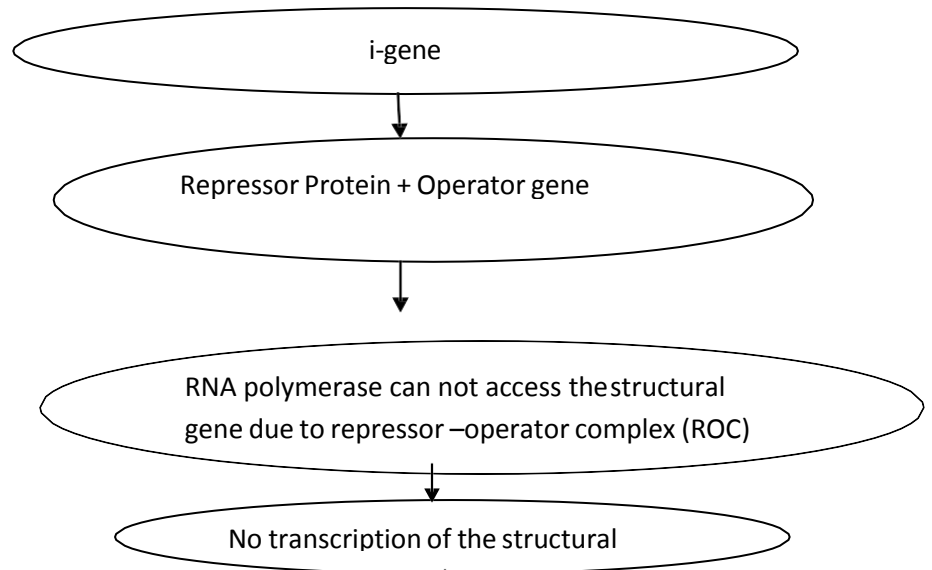 i-gene
Repressor Protein + Operator gene
RNA polymerase can not access thestructural
gene due to repressor –operator complex (ROC)
No transcription of the structural